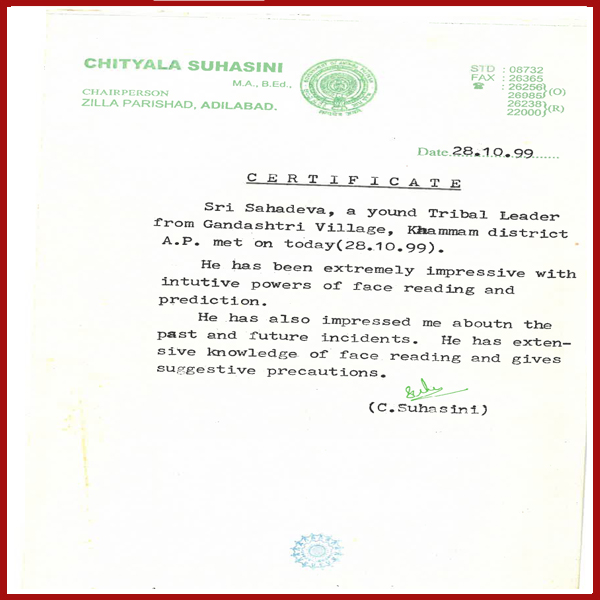 CHITYALA SUHASINI
M.A., B.Ed.,
CHAIRPERSON
ZILLA PARISHAD, ADILABAD.
STD : 08732
FAX : 26365
☎ : 26256}(O)
26985}
26238}(R)
22000}
Date 28.10.99
CERTIFICATE
Sri Sahadeva, a yound Tribal Leader
from Gandashtri Village, Khammam district
A.P. met on today(28.10.99).
He has been extremely impressive with
intutive powers of face reading and
prediction.
He has also impressed me aboutn the
past and future incidents. He has exten-
sive knowledge of face reading and gives
suggestive precautions.
(C.Suhasini)